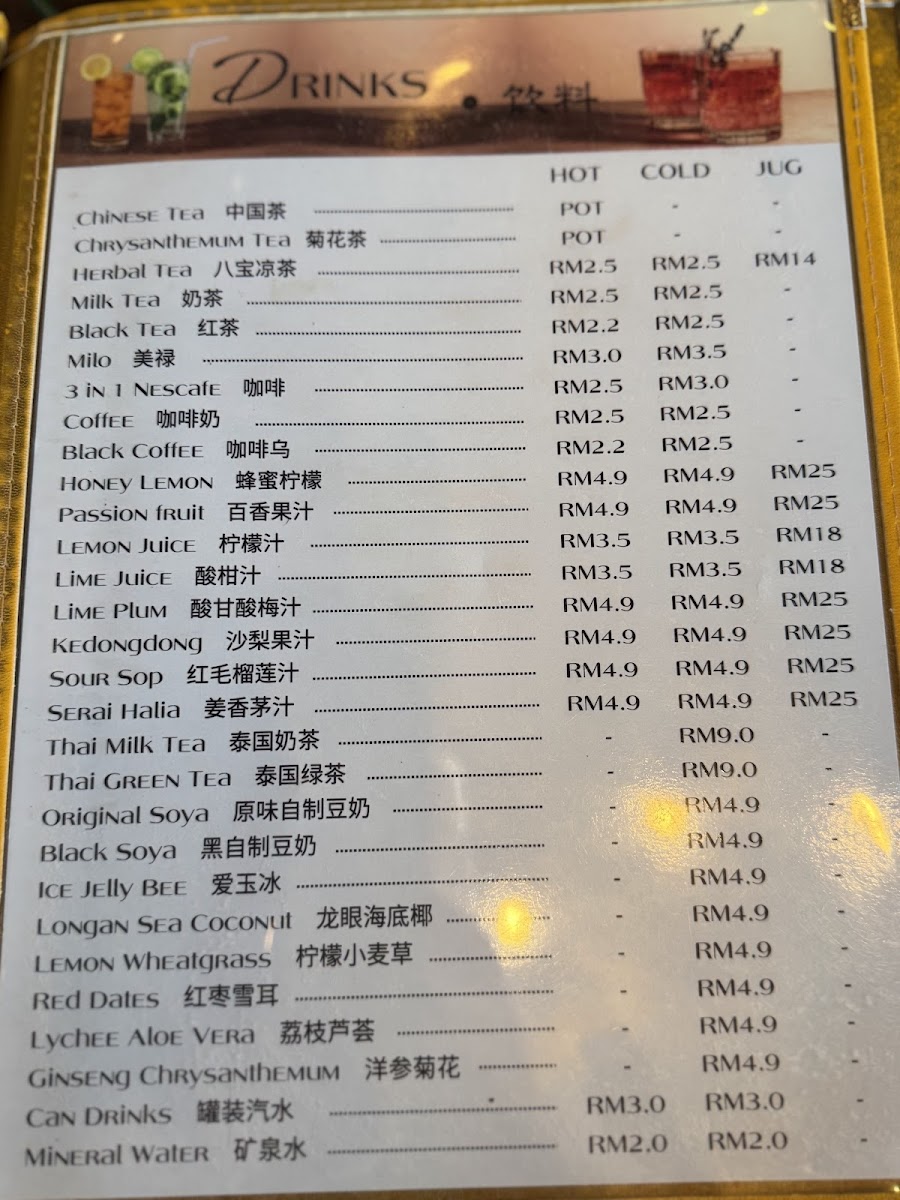 DRINKS • 饮料
HOT COLD JUG
Chinese Tea 中国茶 POT - -
Chrysanthemum Tea 菊花茶 POT - -
Herbal Tea 八宝凉茶 RM2.5 RM2.5 RM14
Milk Tea 奶茶 RM2.5 RM2.5 -
Black Tea 红茶 RM2.2 RM2.5 -
Milo 美禄 RM3.0 RM3.5 -
3 in 1 Nescafe 咖啡 RM2.5 RM3.0 -
Coffee 咖啡奶 RM2.5 RM2.5 -
Black Coffee 咖啡乌 RM2.2 RM2.5 -
Honey Lemon 蜂蜜柠檬 RM4.9 RM4.9 RM25
Passion fruit 百香果汁 RM4.9 RM4.9 RM25
Lemon Juice 柠檬汁 RM3.5 RM3.5 RM18
Lime Juice 酸柑汁 RM3.5 RM3.5 RM18
Lime Plum 酸甘酸梅汁 RM4.9 RM4.9 RM25
Kedongdong 沙梨果汁 RM4.9 RM4.9 RM25
Sour Sop 红毛榴莲汁 RM4.9 RM4.9 RM25
Serai Halia 姜香茅汁 RM4.9 RM4.9 RM25
Thai Milk Tea 泰国奶茶 - RM9.0 -
Thai Green Tea 泰国绿茶 - RM9.0 -
Original Soya 原味自制豆奶 - RM4.9 -
Black Soya 黑自制豆奶 - RM4.9 -
Ice Jelly Bee 爱玉冰 - RM4.9 -
Longan Sea Coconut 龙眼海底椰 - RM4.9 -
Lemon Wheatgrass 柠檬小麦草 - RM4.9 -
Red Dates 红枣雪耳 - RM4.9 -
Lychee Aloe Vera 荔枝芦荟 - RM4.9 -
Ginseng Chrysanthemum 洋参菊花 - RM4.9 -
Can Drinks 罐装汽水 RM3.0 RM3.0 -
Mineral Water 矿泉水 RM2.0 RM2.0 -